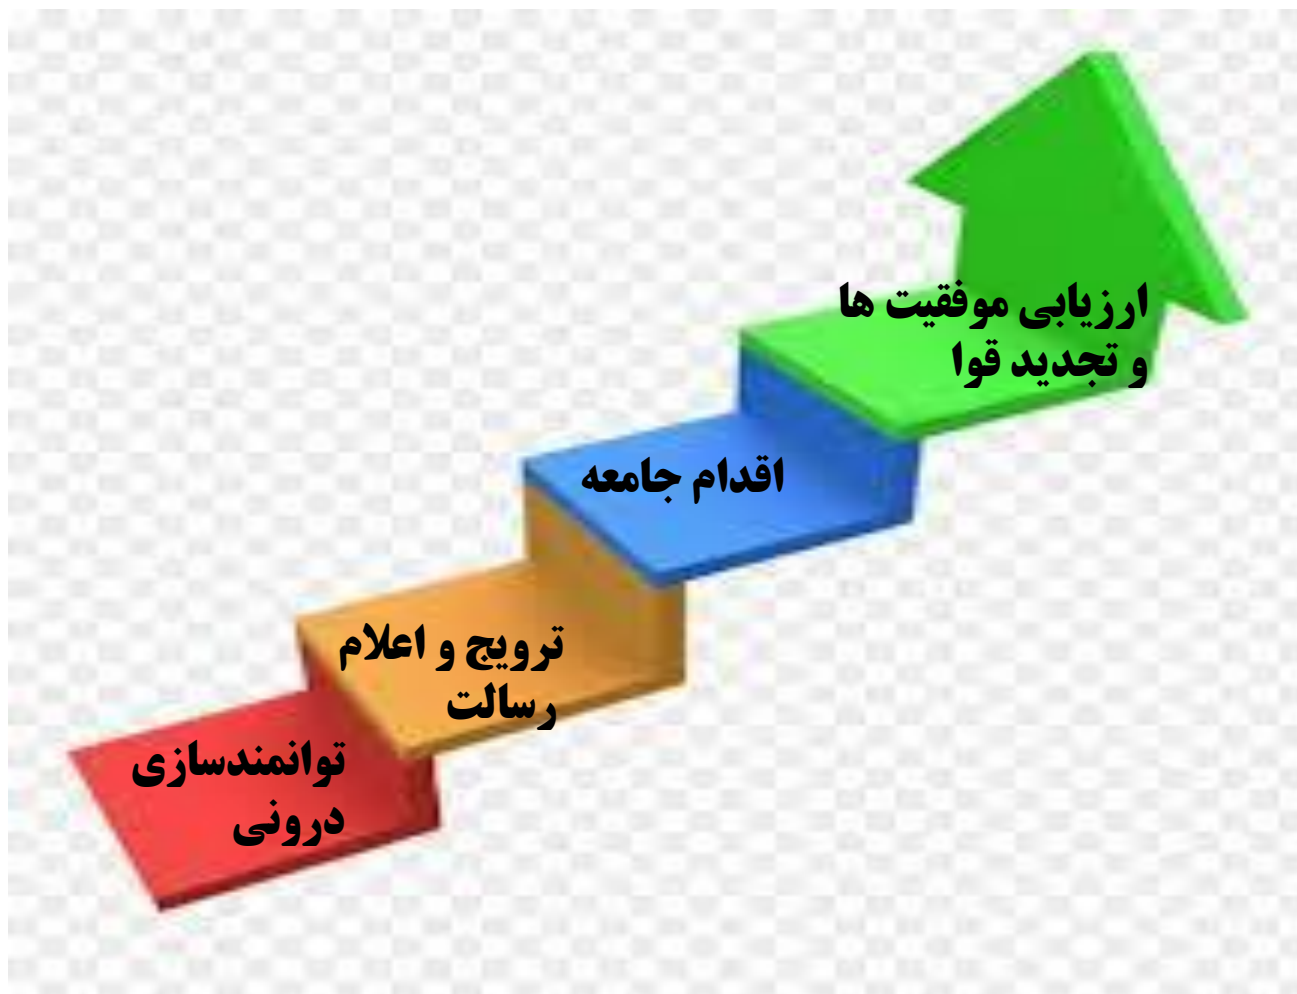 ارزیابی موفقیت ها
و تجدید قوا
اقدام جامعه
ترویج و اعلام
رسالت
توانمندسازی
درونی